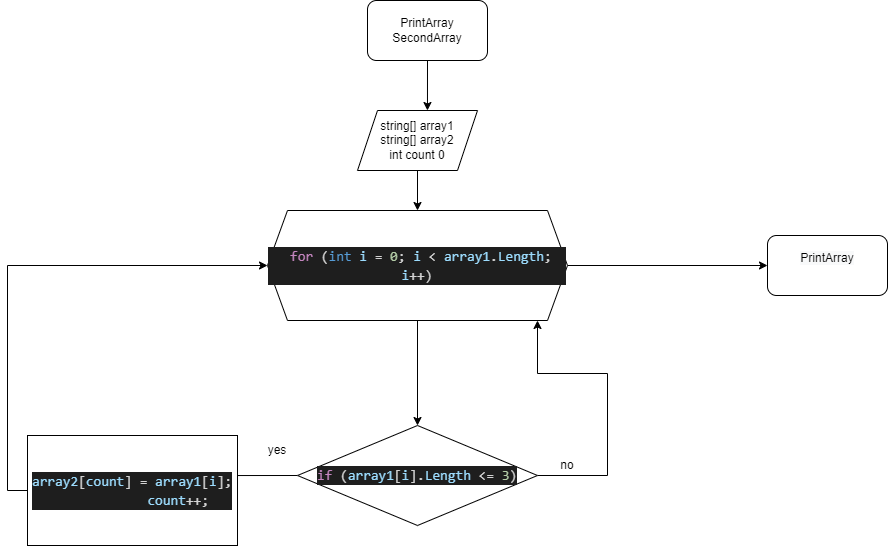 PrintArray
SecondArray
string[] array1
string[] array2
int count 0
for (int i = 0; i < array1.Length;
i++)
PrintArray
yes
if (array1[i].Length <= 3)
no
array2[count] = array1[i];
count++;